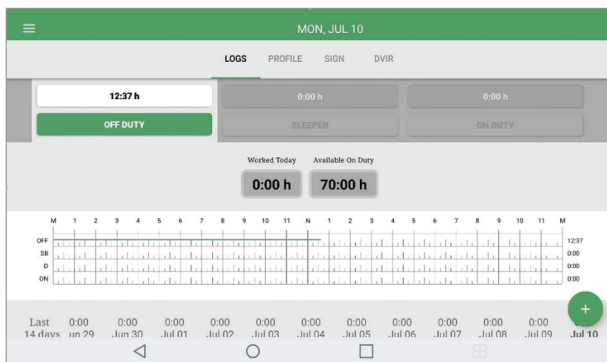 MON, JUL 10
LOGS PROFILE SIGN DVIR
12:37 h 0:00 h 0:00 h
OFF DUTY SLEEPER ON DUTY
Worked Today Available On Duty
0:00 h 70:00 h
M 1 2 3 4 5 6 7 8 9 10 11 N 1 2 3 4 5 6 7 8 9 10 11 M
OFF 12:37
SB 0:00
D 0:00
ON 0:00
+
Last 0:00 0:00 0:00 0:00 0:00 0:00 0:00 0:00 0:00 0:00 0:00
14 days un 29 Jun 30 Jul 01 Jul 02 Jul 03 Jul 04 Jul 05 Jul 06 Jul 07 Jul 08 Jul 09 Jul 10